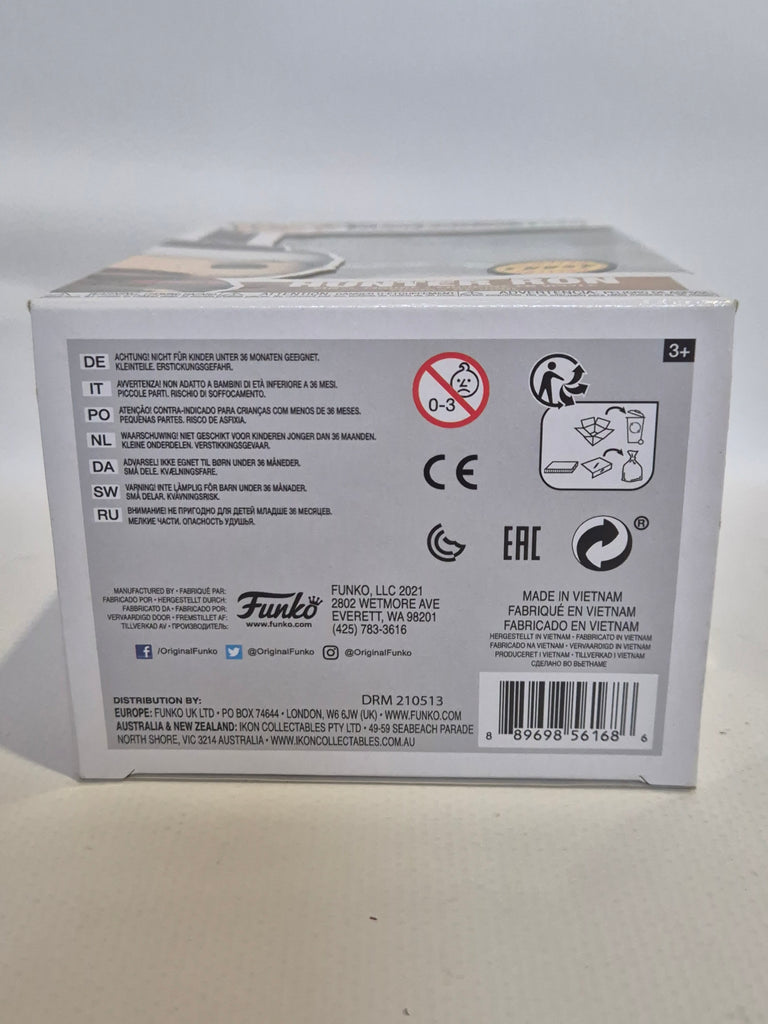 HUNTER RON
3+
DE ACHTUNG! NICHT FÜR KINDER UNTER 36 MONATEN GEEIGNET.
KLEINTEILE. ERSTICKUNGSGEFAHR.
IT AVVERTENZA! NON ADATTO A BAMBINI DI ETÀ INFERIORE A 36 MESI.
PICCOLE PARTI. RISCHIO DI SOFFOCAMENTO.
PO ATENÇÃO! CONTRA-INDICADO PARA CRIANÇAS COM MENOS DE 36 MESES.
PEQUENAS PARTES. RISCO DE ASFIXIA.
NL WAARSCHUWING! NIET GESCHIKT VOOR KINDEREN JONGER DAN 36 MAANDEN.
KLEINE ONDERDELEN. VERSTIKKINGSGEVAAR.
DA ADVARSEL! IKKE EGNET TIL BØRN UNDER 36 MÅNEDER.
SMÅ DELE. KVÆLNINGSFARE.
SW VARNING! INTE LÄMPLIG FÖR BARN UNDER 36 MÅNADER.
SMÅ DELAR. KVÄVNINGSRISK.
RU ВНИМАНИЕ! НЕ ПРИГОДНО ДЛЯ ДЕТЕЙ МЛАДШЕ 36 МЕСЯЦЕВ.
МЕЛКИЕ ЧАСТИ. ОПАСНОСТЬ УДУШЬЯ.
0-3
CE
EAC
®
MANUFACTURED BY • FABRIQUÉ PAR:
FABRICADO POR • HERGESTELLT DURCH:
FABBRICATO DA • FABRICADO POR:
VERVAARDIGD DOOR • FREMSTILLET AF:
TILLVERKAD AV • ПРОИЗВОДИТЕЛЬ:
Funko
www.funko.com
FUNKO, LLC 2021
2802 WETMORE AVE
EVERETT, WA 98201
(425) 783-3616
/OriginalFunko @OriginalFunko @OriginalFunko
MADE IN VIETNAM
FABRIQUÉ EN VIETNAM
FABRICADO EN VIETNAM
HERGESTELLT IN VIETNAM • FABBRICATO IN VIETNAM
FABRICADO NA VIETNAM • VERVAARDIGD IN VIETNAM
PRODUCERET I VIETNAM • TILLVERKAD I VIETNAM
СДЕЛАНО ВО ВЬЕТНАМЕ
DISTRIBUTION BY: DRM 210513
EUROPE: FUNKO UK LTD • PO BOX 74644 • LONDON, W6 6JW (UK) • WWW.FUNKO.COM
AUSTRALIA & NEW ZEALAND: IKON COLLECTABLES PTY LTD • 49-59 SEABEACH PARADE
NORTH SHORE, VIC 3214 AUSTRALIA • WWW.IKONCOLLECTABLES.COM.AU
8 89698 56168 6